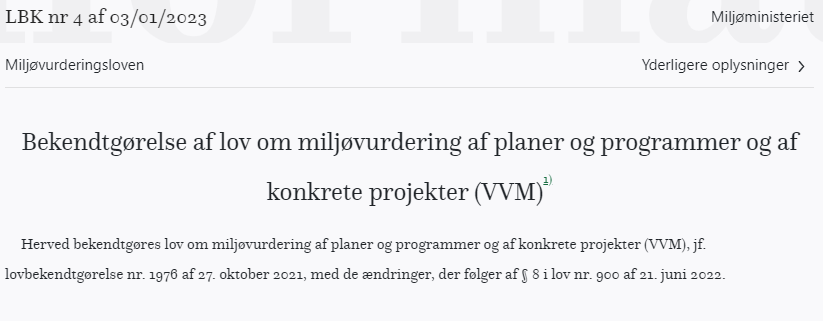 LBK nr 4 af 03/01/2023
Miljøministeriet
Miljøvurderingsloven
Yderligere oplysninger
Bekendtgørelse af lov om miljøvurdering af planer og programmer og af
konkrete projekter (VVM)1)
Herved bekendtgøres lov om miljøvurdering af planer og programmer og af konkrete projekter (VVM), jf.
lovbekendtgørelse nr. 1976 af 27. oktober 2021, med de ændringer, der følger af § 8 i lov nr. 900 af 21. juni 2022.